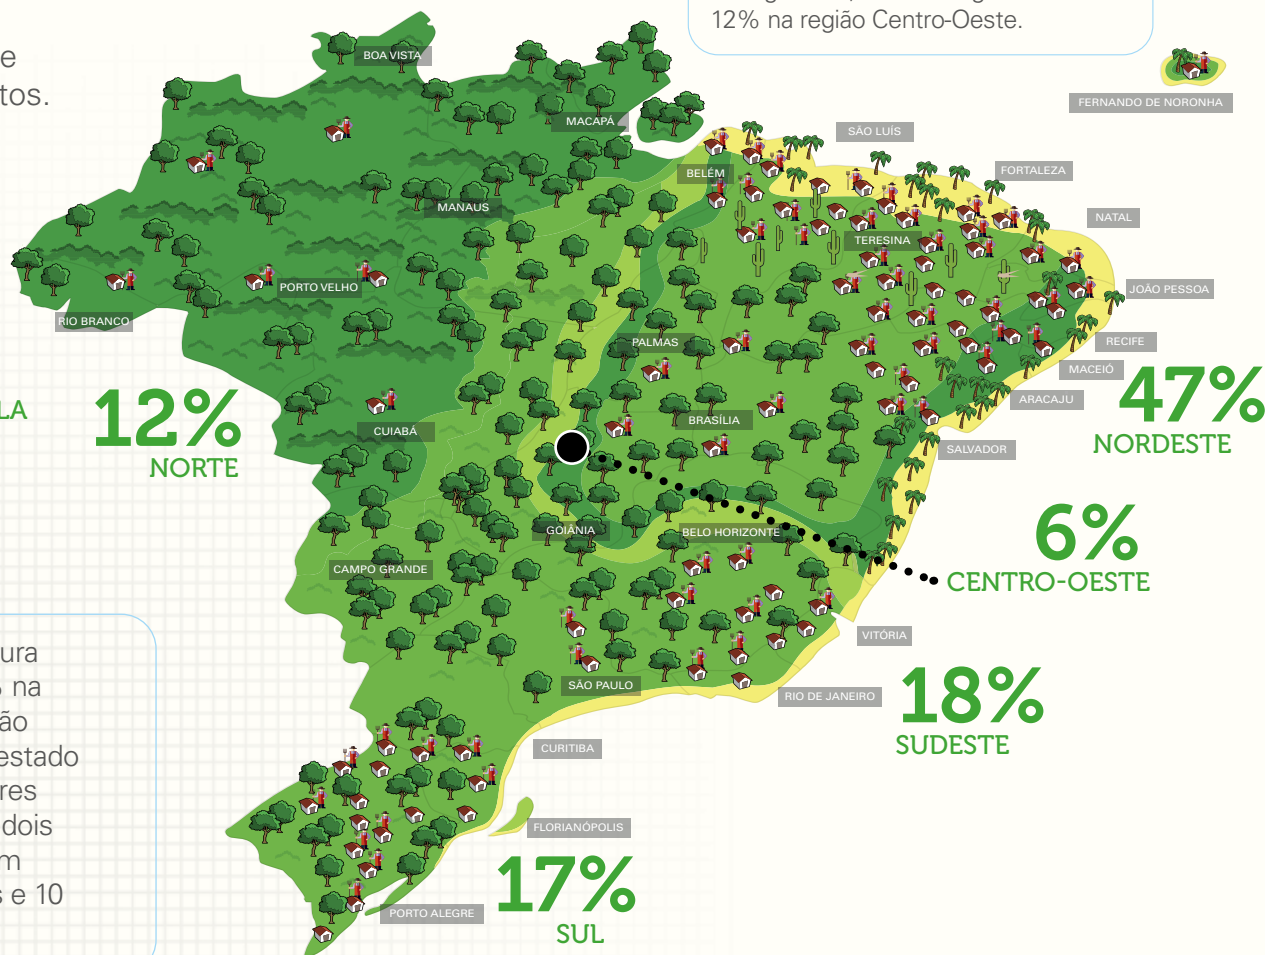 12% na região Centro-Oeste.
e
tos.
BOA VISTA
FERNANDO DE NORONHA
MACAPÁ
SÃO LUÍS
BELÉM
FORTALEZA
MANAUS
NATAL
TERESINA
PORTO VELHO
JOÃO PESSOA
RIO BRANCO
PALMAS
RECIFE
MACEIÓ
ARACAJU
47%
NORDESTE
LA
12%
NORTE
CUIABÁ
BRASÍLIA
SALVADOR
GOIÂNIA
BELO HORIZONTE
6%
CENTRO-OESTE
CAMPO GRANDE
VITÓRIA
ura
na
ão
estado
res
dois
m
s e 10
SÃO PAULO
RIO DE JANEIRO
18%
SUDESTE
CURITIBA
FLORIANÓPOLIS
17%
SUL
PORTO ALEGRE